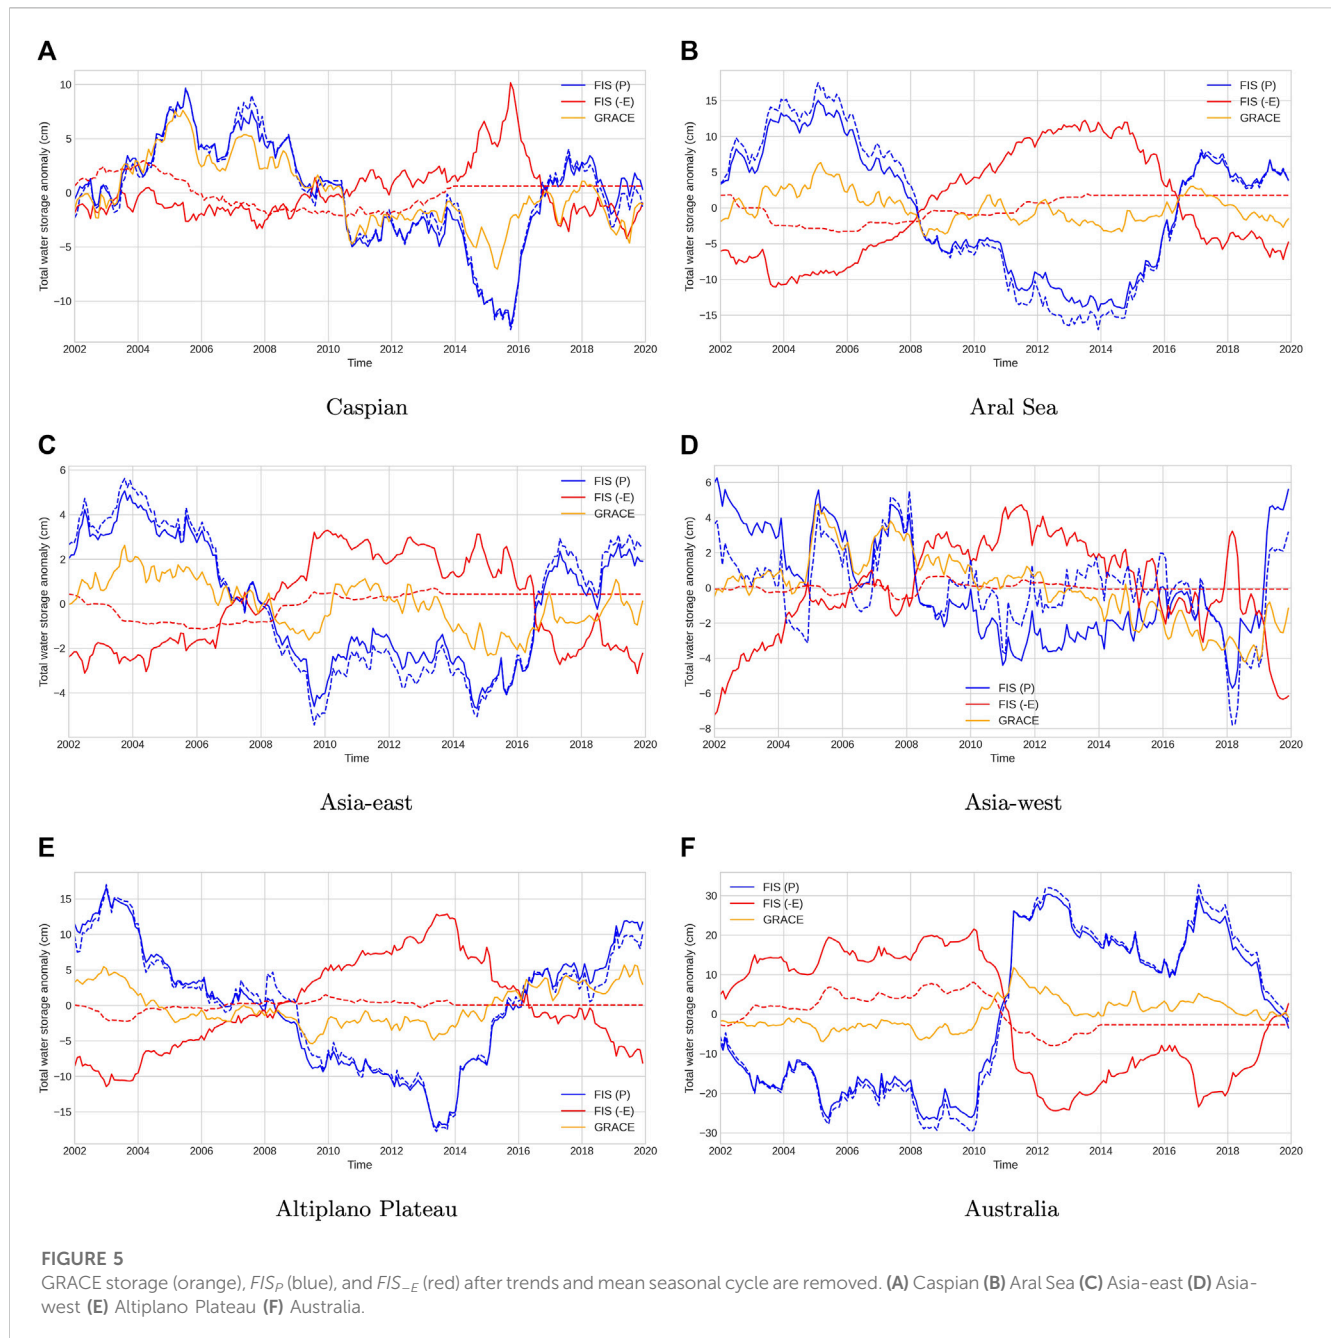 A
Total water storage anomaly (cm)
10
5
0
−5
−10
FIS (P)
FIS (-E)
GRACE
2002 2004 2006 2008 2010 2012 2014 2016 2018 2020
Time
Caspian
B
Total water storage anomaly (cm)
15
10
5
0
−5
−10
−15
FIS (P)
FIS (-E)
GRACE
2002 2004 2006 2008 2010 2012 2014 2016 2018 2020
Time
Aral Sea
C
Total water storage anomaly (cm)
6
4
2
0
−2
−4
FIS (P)
FIS (-E)
GRACE
2002 2004 2006 2008 2010 2012 2014 2016 2018 2020
Time
Asia-east
D
Total water storage anomaly (cm)
6
4
2
0
−2
−4
−6
−8
FIS (P)
FIS (-E)
GRACE
2002 2004 2006 2008 2010 2012 2014 2016 2018 2020
Time
Asia-west
E
Total water storage anomaly (cm)
15
10
5
0
−5
−10
−15
FIS (P)
FIS (-E)
GRACE
2002 2004 2006 2008 2010 2012 2014 2016 2018 2020
Time
Altiplano Plateau
F
Total water storage anomaly (cm)
30
20
10
0
−10
−20
−30
FIS (P)
FIS (-E)
GRACE
2002 2004 2006 2008 2010 2012 2014 2016 2018 2020
Time
Australia
FIGURE 5
GRACE storage (orange), FIS_P (blue), and FIS_−E (red) after trends and mean seasonal cycle are removed. (A) Caspian (B) Aral Sea (C) Asia-east (D) Asia-
west (E) Altiplano Plateau (F) Australia.